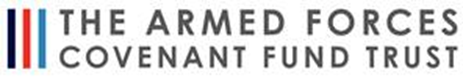 THE ARMED FORCES
COVENANT FUND TRUST